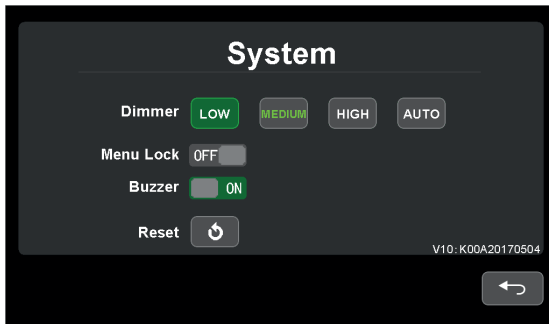 System
Dimmer LOW MEDIUM HIGH AUTO
Menu Lock OFF
Buzzer ON
Reset
V10:K00A20170504